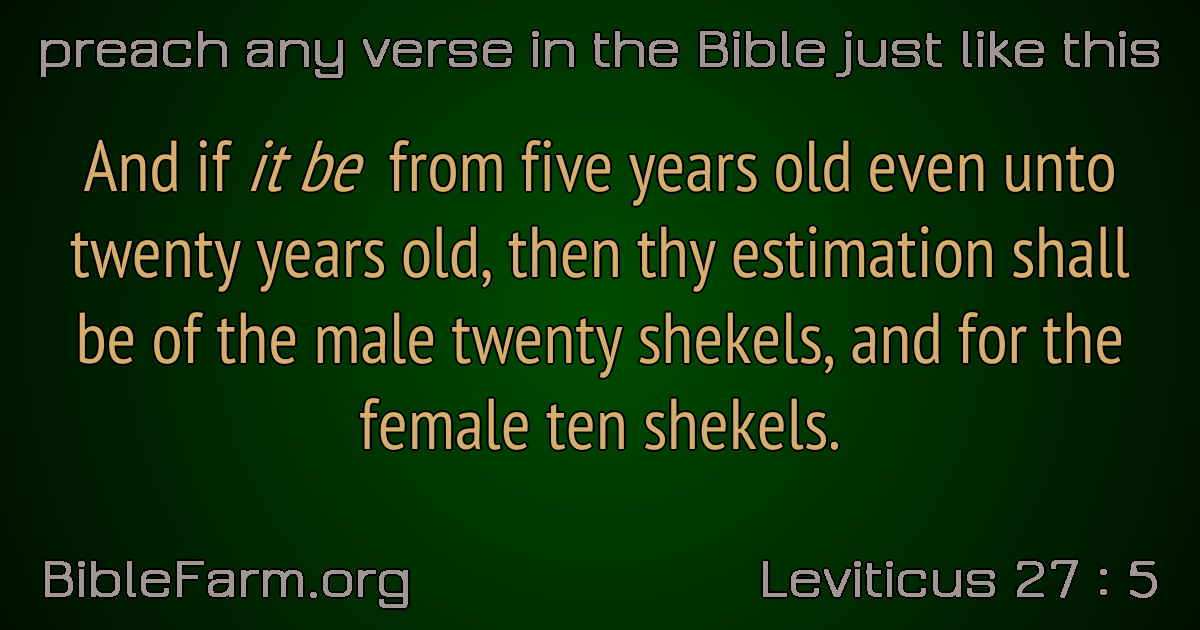 preach any verse in the Bible just like this
And if it be from five years old even unto
twenty years old, then thy estimation shall
be of the male twenty shekels, and for the
female ten shekels.
BibleFarm.org
Leviticus 27 : 5